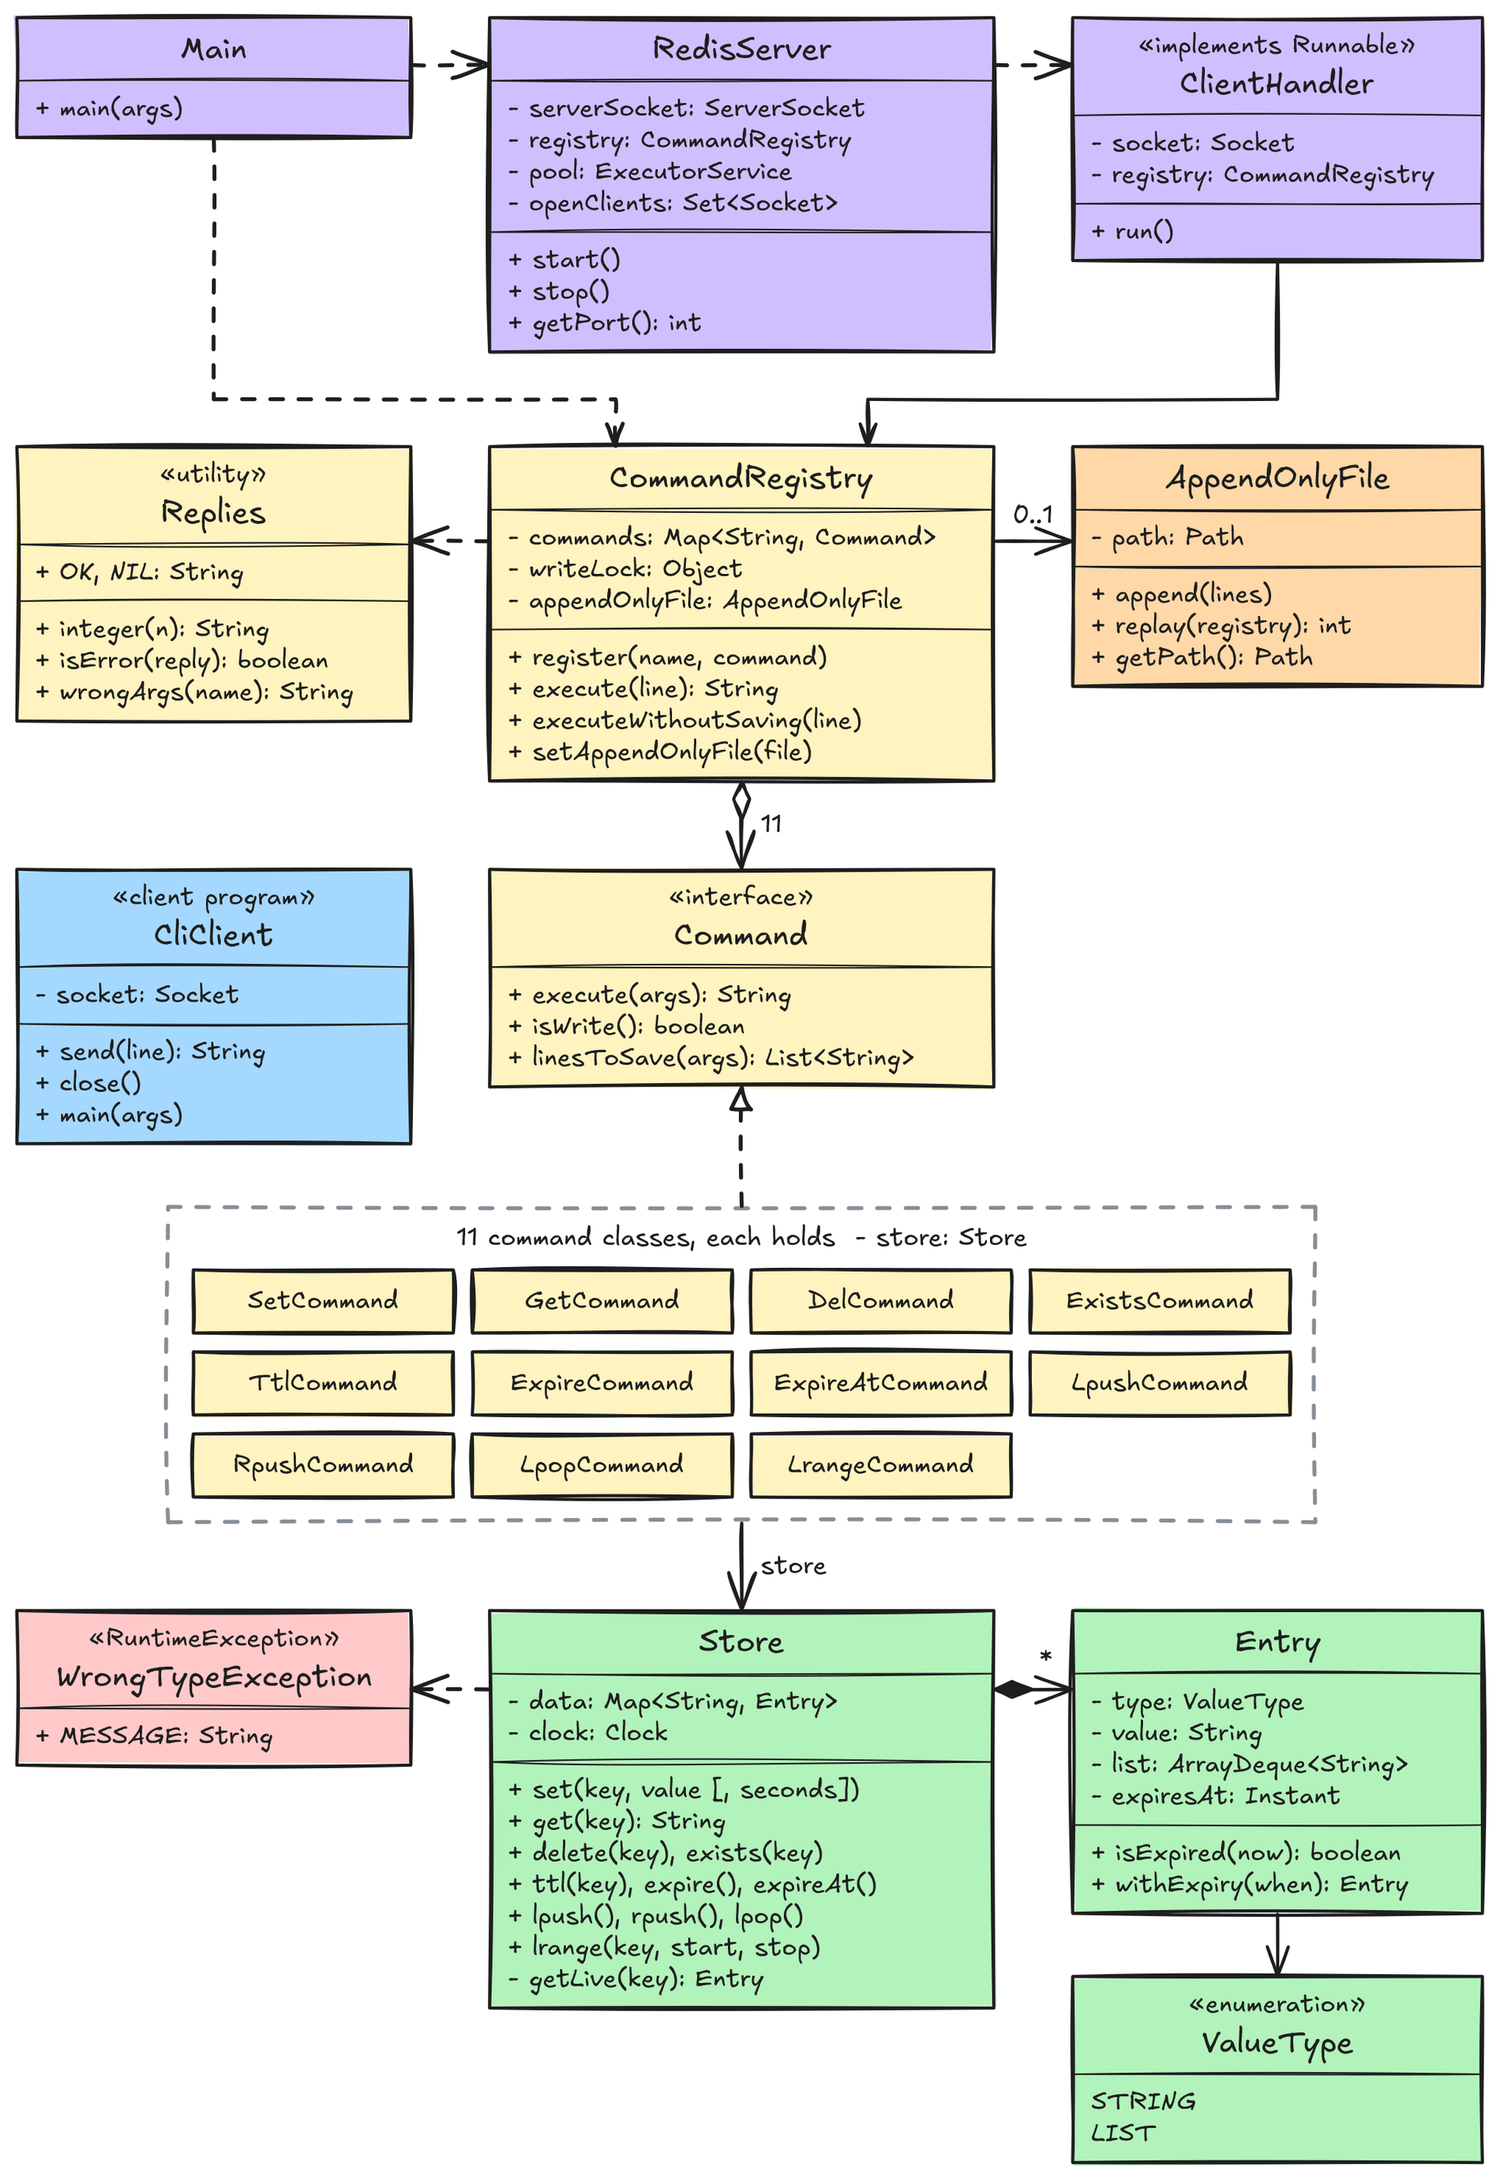 Main
+ main(args)
RedisServer
- serverSocket: ServerSocket
- registry: CommandRegistry
- pool: ExecutorService
- openClients: Set<Socket>
+ start()
+ stop()
+ getPort(): int
«implements Runnable»
ClientHandler
- socket: Socket
- registry: CommandRegistry
+ run()
«utility»
Replies
+ OK, NIL: String
+ integer(n): String
+ isError(reply): boolean
+ wrongArgs(name): String
CommandRegistry
- commands: Map<String, Command>
- writeLock: Object
- appendOnlyFile: AppendOnlyFile
+ register(name, command)
+ execute(line): String
+ executeWithoutSaving(line)
+ setAppendOnlyFile(file)
0..1
AppendOnlyFile
- path: Path
+ append(lines)
+ replay(registry): int
+ getPath(): Path
11
«client program»
CliClient
- socket: Socket
+ send(line): String
+ close()
+ main(args)
«interface»
Command
+ execute(args): String
+ isWrite(): boolean
+ linesToSave(args): List<String>
11 command classes, each holds - store: Store
SetCommand
GetCommand
DelCommand
ExistsCommand
TtlCommand
ExpireCommand
ExpireAtCommand
LpushCommand
RpushCommand
LpopCommand
LrangeCommand
store
«RuntimeException»
WrongTypeException
+ MESSAGE: String
Store
- data: Map<String, Entry>
- clock: Clock
+ set(key, value [, seconds])
+ get(key): String
+ delete(key), exists(key)
+ ttl(key), expire(), expireAt()
+ lpush(), rpush(), lpop()
+ lrange(key, start, stop)
- getLive(key): Entry
*
Entry
- type: ValueType
- value: String
- list: ArrayDeque<String>
- expiresAt: Instant
+ isExpired(now): boolean
+ withExpiry(when): Entry
«enumeration»
ValueType
STRING
LIST